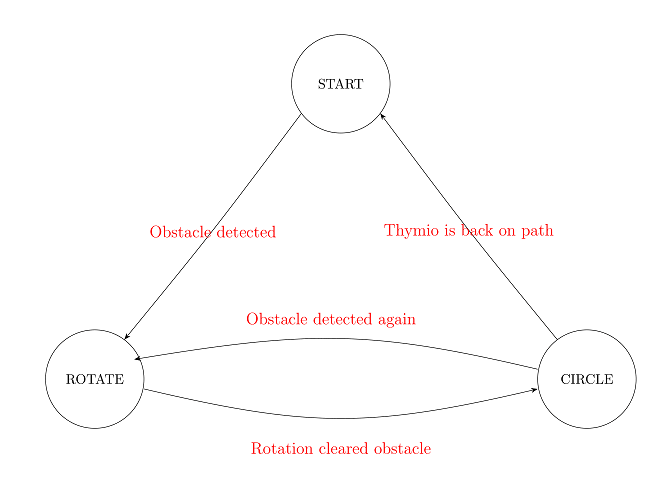 START
Obstacle detected
Thymio is back on path
Obstacle detected again
ROTATE
CIRCLE
Rotation cleared obstacle